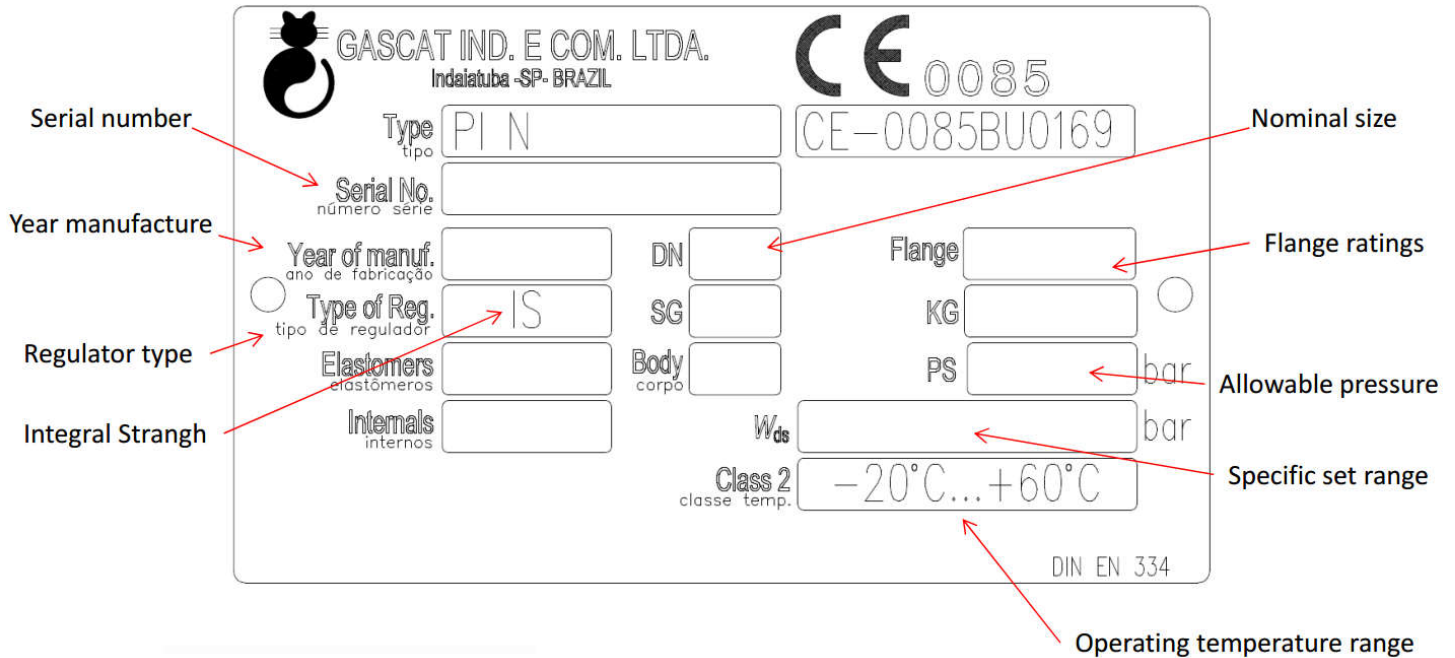 GASCAT IND. E COM. LTDA.
Indaiatuba -SP- BRAZIL
CE 0085
Serial number
Type
tipo
PI N
CE-0085BU0169
Nominal size
Serial No.
número série
Year manufacture
Year of manuf.
ano de fabricação
DN
Flange
Flange ratings
Type of Reg.
tipo de regulador
IS
SG
KG
Regulator type
Elastomers
elastômeros
Body
corpo
PS
bar
Allowable pressure
Integral Strangh
Internals
internos
Wds
bar
Specific set range
Class 2
classe temp.
-20°C...+60°C
DIN EN 334
Operating temperature range